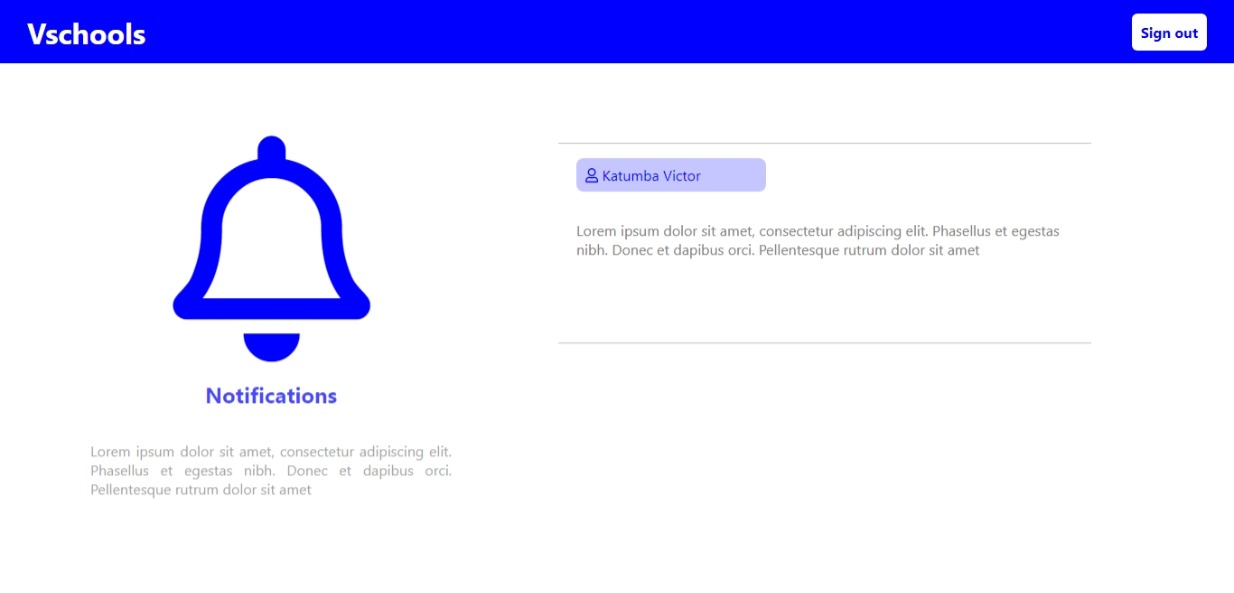 Vschools
Sign out
Notifications
Lorem ipsum dolor sit amet, consectetur adipiscing elit.
Phasellus et egestas nibh. Donec et dapibus orci.
Pellentesque rutrum dolor sit amet
Katumba Victor
Lorem ipsum dolor sit amet, consectetur adipiscing elit. Phasellus et egestas
nibh. Donec et dapibus orci. Pellentesque rutrum dolor sit amet